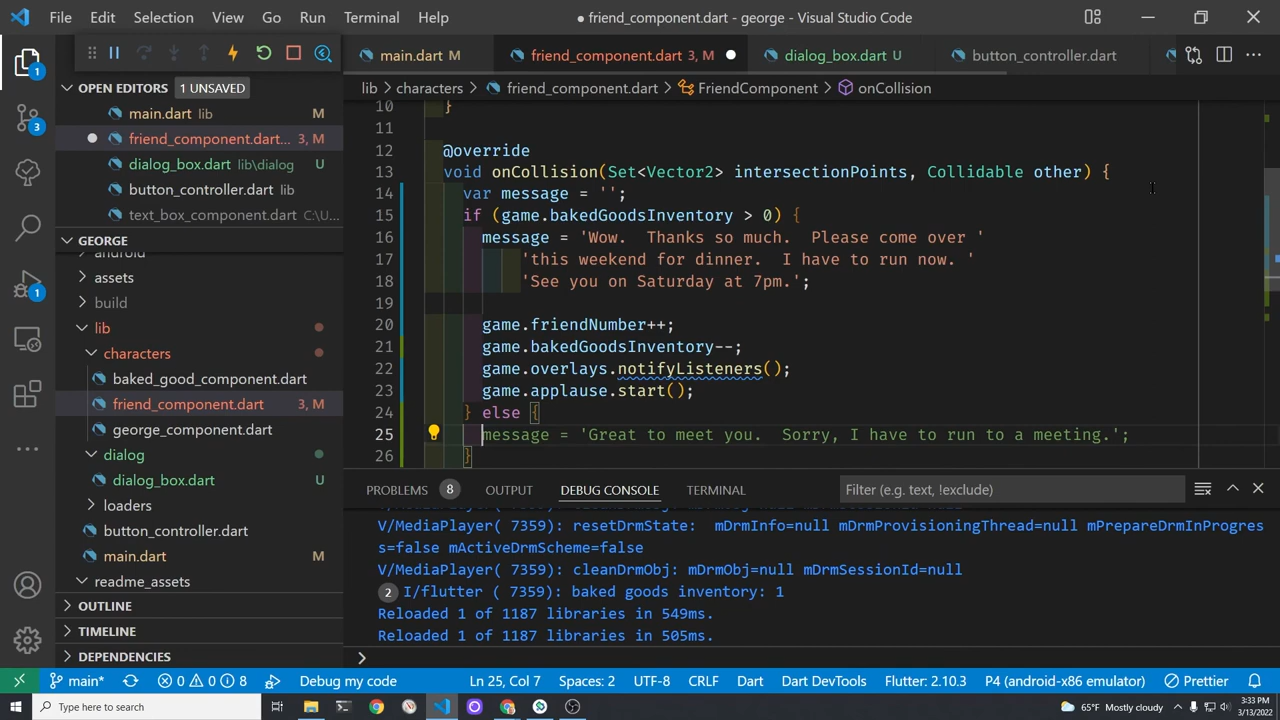 File Edit Selection View Go Run Terminal Help
● friend_component.dart - george - Visual Studio Code
1
main.dart M
friend_component.dart 3, M
dialog_box.dart U
button_controller.dart
OPEN EDITORS 1 UNSAVED
main.dart lib M
friend_component.dart... 3, M
dialog_box.dart lib\dialog U
button_controller.dart lib
text_box_component.dart C:\U...
3
1
GEORGE
android
assets
build
lib
characters
baked_good_component.dart
friend_component.dart 3, M
george_component.dart
dialog
dialog_box.dart U
loaders
button_controller.dart
main.dart M
readme_assets
OUTLINE
TIMELINE
DEPENDENCIES
lib > characters > friend_component.dart > FriendComponent > onCollision
10 }
11
12 @override
13 void onCollision(Set<Vector2> intersectionPoints, Collidable other) {
14 var message = '';
15 if (game.bakedGoodsInventory > 0) {
16 message = 'Wow.  Thanks so much.  Please come over '
17 'this weekend for dinner.  I have to run now. '
18 'See you on Saturday at 7pm.';
19
20 game.friendNumber++;
21 game.bakedGoodsInventory--;
22 game.overlays.notifyListeners();
23 game.applause.start();
24 } else {
25 message = 'Great to meet you.  Sorry, I have to run to a meeting.';
26 }
PROBLEMS 8 OUTPUT DEBUG CONSOLE TERMINAL
Filter (e.g. text, !exclude)
V/MediaPlayer( 7359): resetDrmState:  mDrmInfo=null mDrmProvisioningThread=null mPrepareDrmInProgres
s=false mActiveDrmScheme=false
V/MediaPlayer( 7359): cleanDrmObj: mDrmObj=null mDrmSessionId=null
2 I/flutter ( 7359): baked goods inventory: 1
Reloaded 1 of 1187 libraries in 549ms.
Reloaded 1 of 1187 libraries in 505ms.
>
main* 0 0 8 Debug my code Ln 25, Col 7 Spaces: 2 UTF-8 CRLF Dart Dart DevTools Flutter: 2.10.3 P4 (android-x86 emulator) Prettier
Type here to search
65°F Mostly cloudy
3:33 PM
3/13/2022